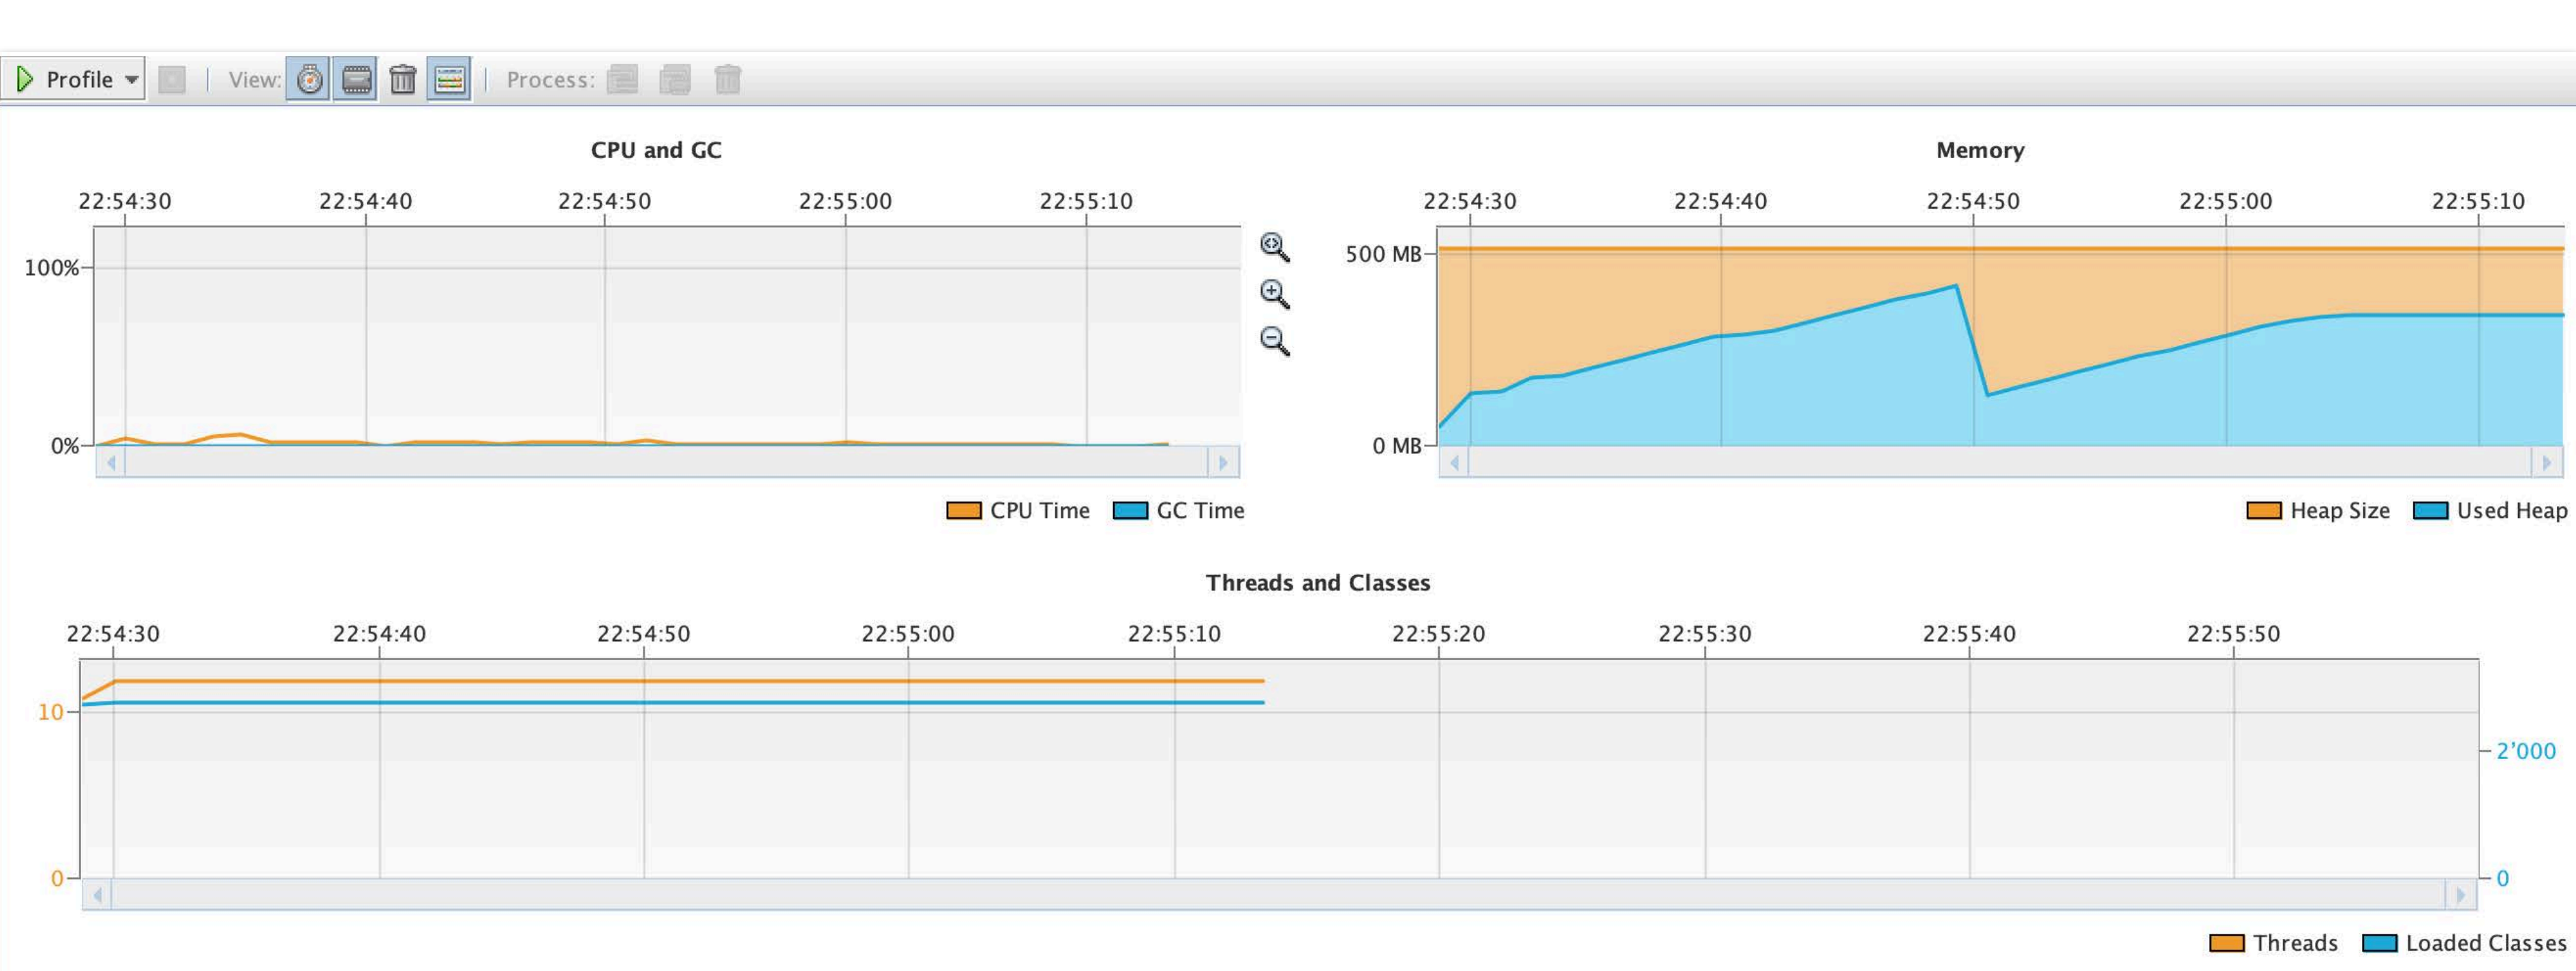 Profile View: Process:
CPU and GC
22:54:30 22:54:40 22:54:50 22:55:00 22:55:10
100%
0%
CPU Time GC Time
Memory
22:54:30 22:54:40 22:54:50 22:55:00 22:55:10
500 MB
0 MB
Heap Size Used Heap
Threads and Classes
22:54:30 22:54:40 22:54:50 22:55:00 22:55:10 22:55:20 22:55:30 22:55:40 22:55:50
10
2’000
0
0
Threads Loaded Classes